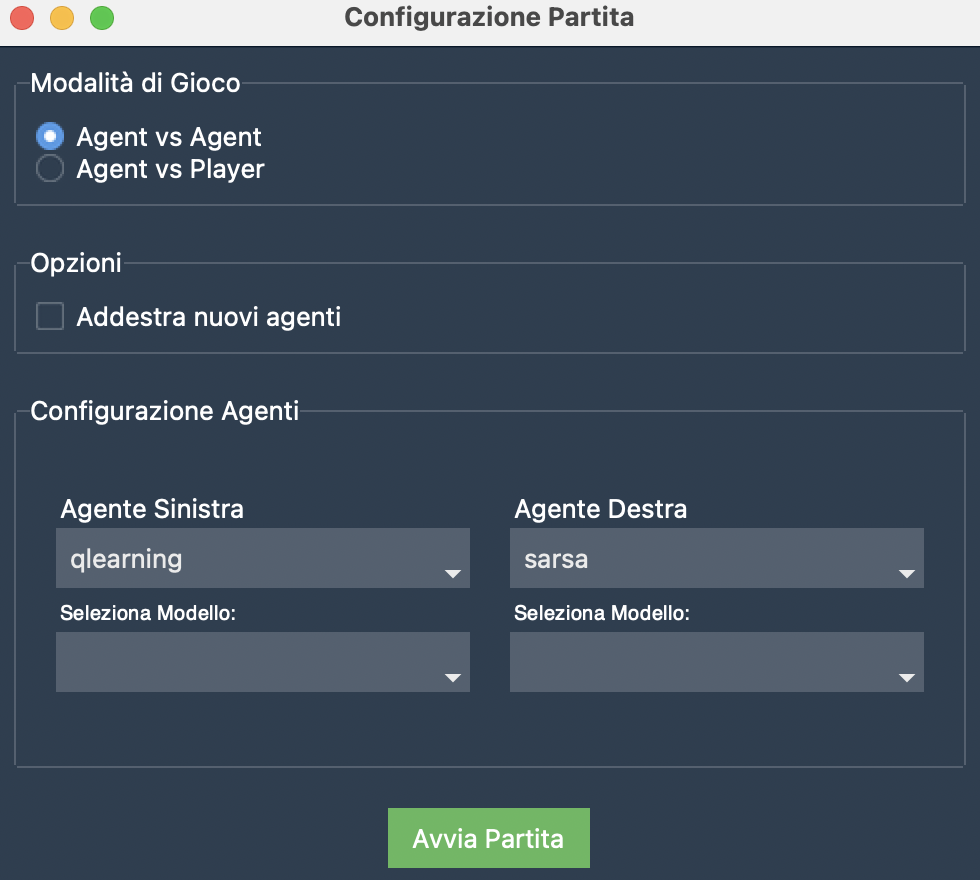 Configurazione Partita
Modalità di Gioco
Agent vs Agent
Agent vs Player
Opzioni
Addestra nuovi agenti
Configurazione Agenti
Agente Sinistra
qlearning
Seleziona Modello:
Agente Destra
sarsa
Seleziona Modello:
Avvia Partita